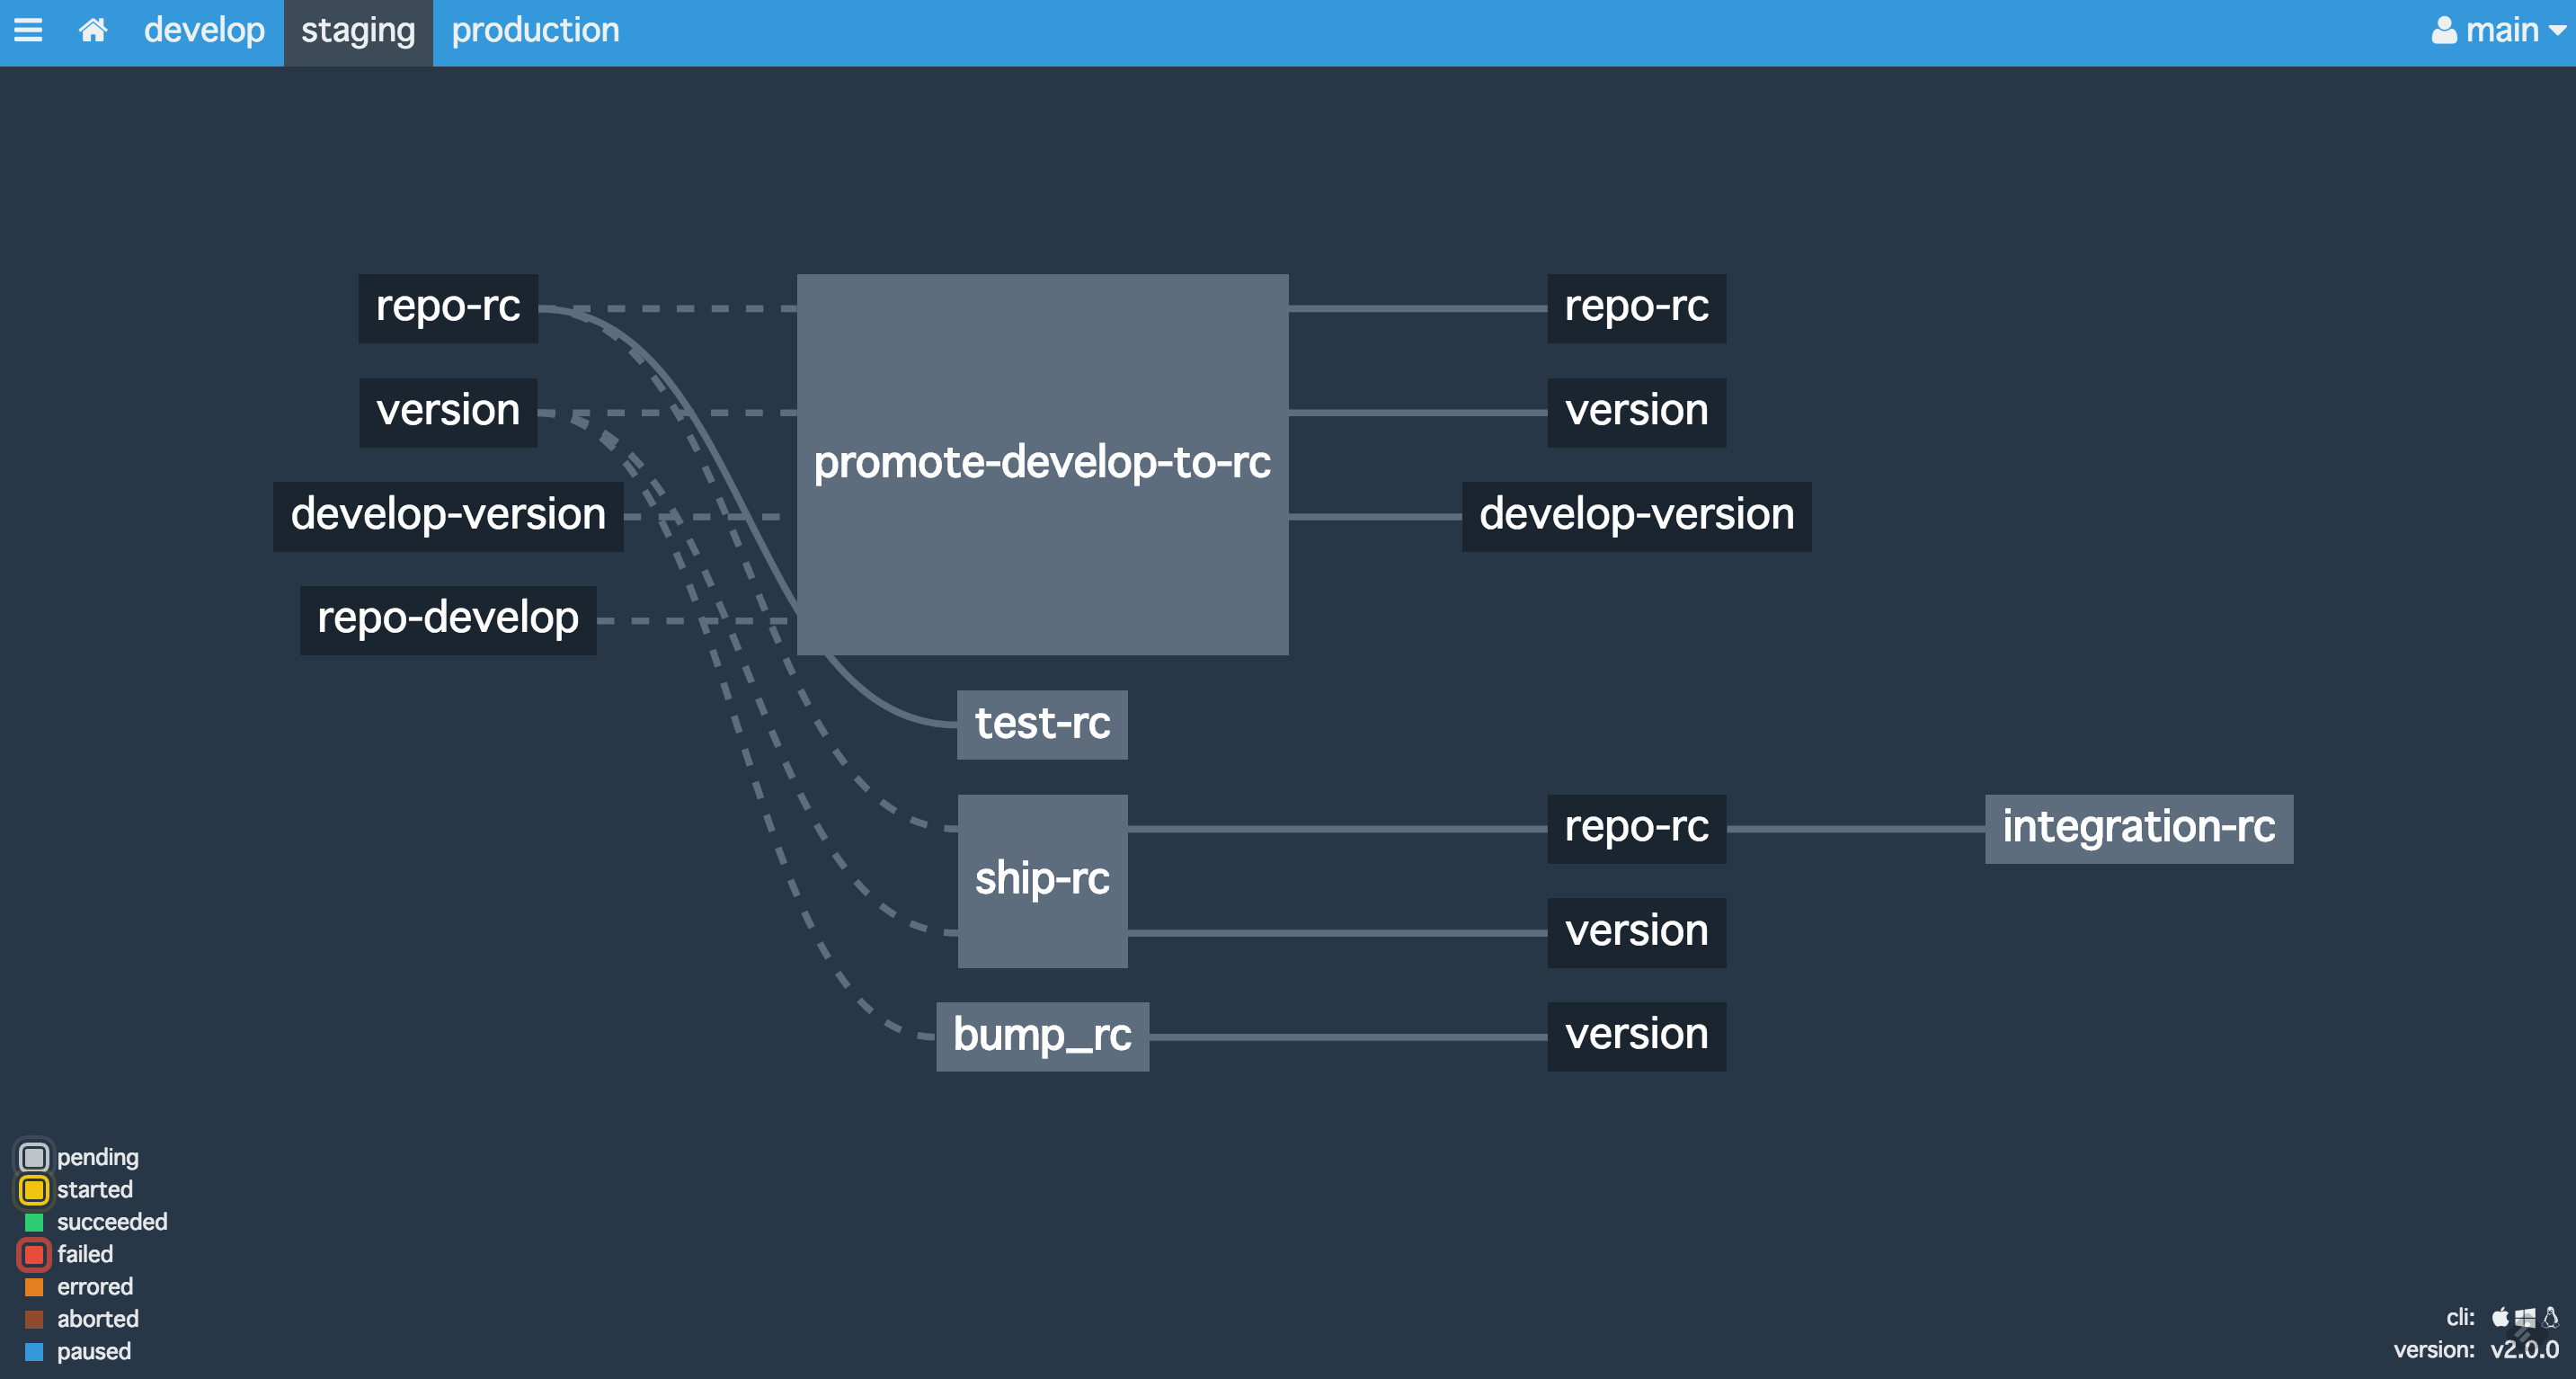 develop staging production main
repo-rc
version
develop-version
repo-develop
promote-develop-to-rc
repo-rc
version
develop-version
test-rc
ship-rc
repo-rc
integration-rc
version
bump_rc
version
pending
started
succeeded
failed
errored
aborted
paused
cli:
version: v2.0.0